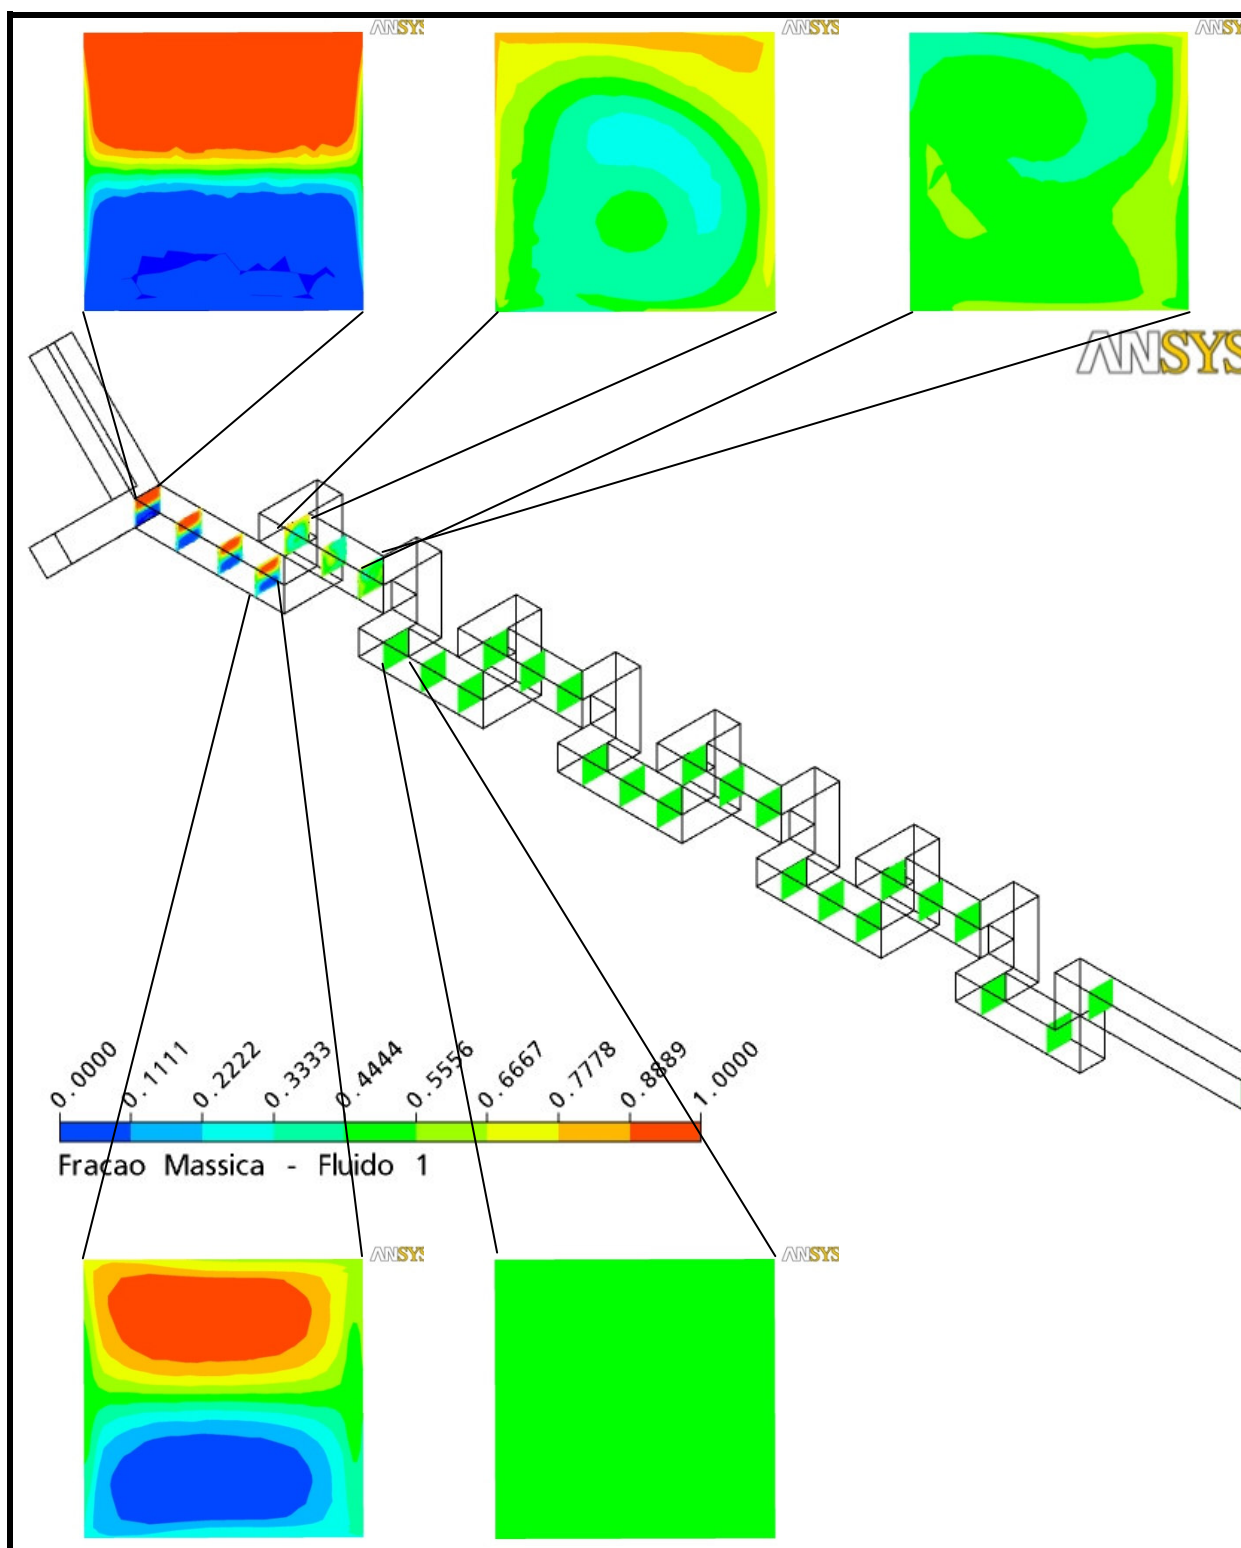 ANSYS
ANSYS
ANSYS
ANSYS
0.0000 0.1111 0.2222 0.3333 0.4444 0.5556 0.6667 0.7778 0.8889 1.0000
Fracao Massica - Fluido 1
ANSYS
ANSYS